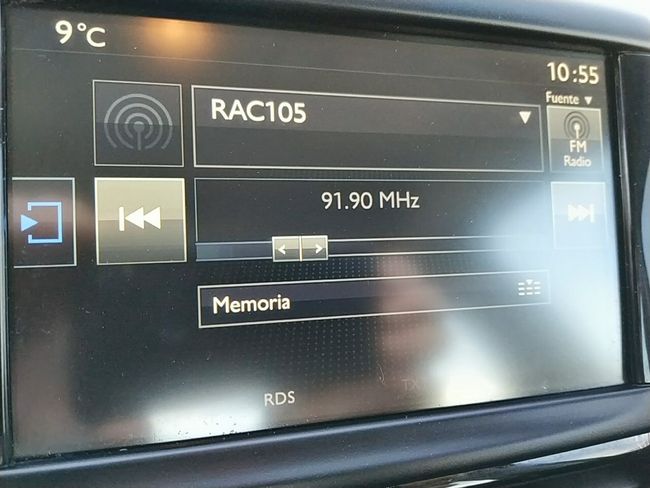 9°C
10:55
RAC105
Fuente
FM
Radio
91.90 MHz
Memoria
RDS
TX